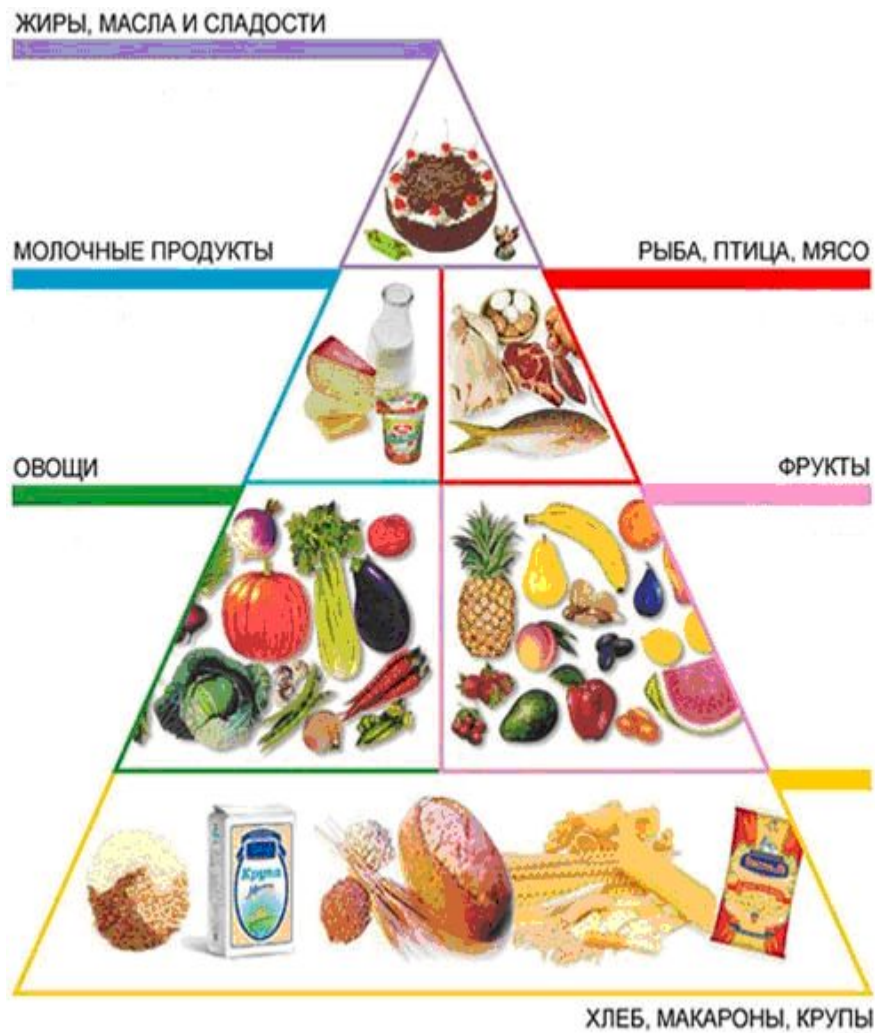 ЖИРЫ, МАСЛА И СЛАДОСТИ
МОЛОЧНЫЕ ПРОДУКТЫ
РЫБА, ПТИЦА, МЯСО
ОВОЩИ
ФРУКТЫ
Крупа
ХЛЕБ, МАКАРОНЫ, КРУПЫ